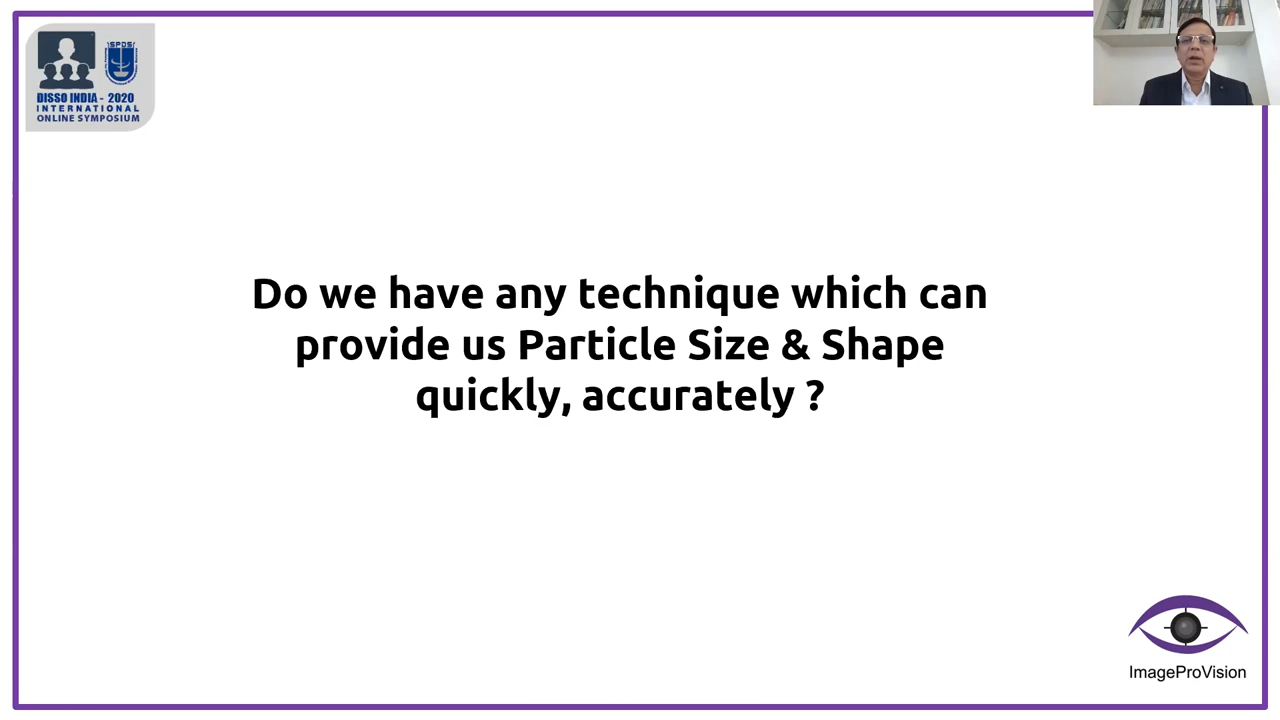 SPDS
DISSO INDIA - 2020
INTERNATIONAL
ONLINE SYMPOSIUM
Do we have any technique which can
provide us Particle Size & Shape
quickly, accurately ?
ImageProVision